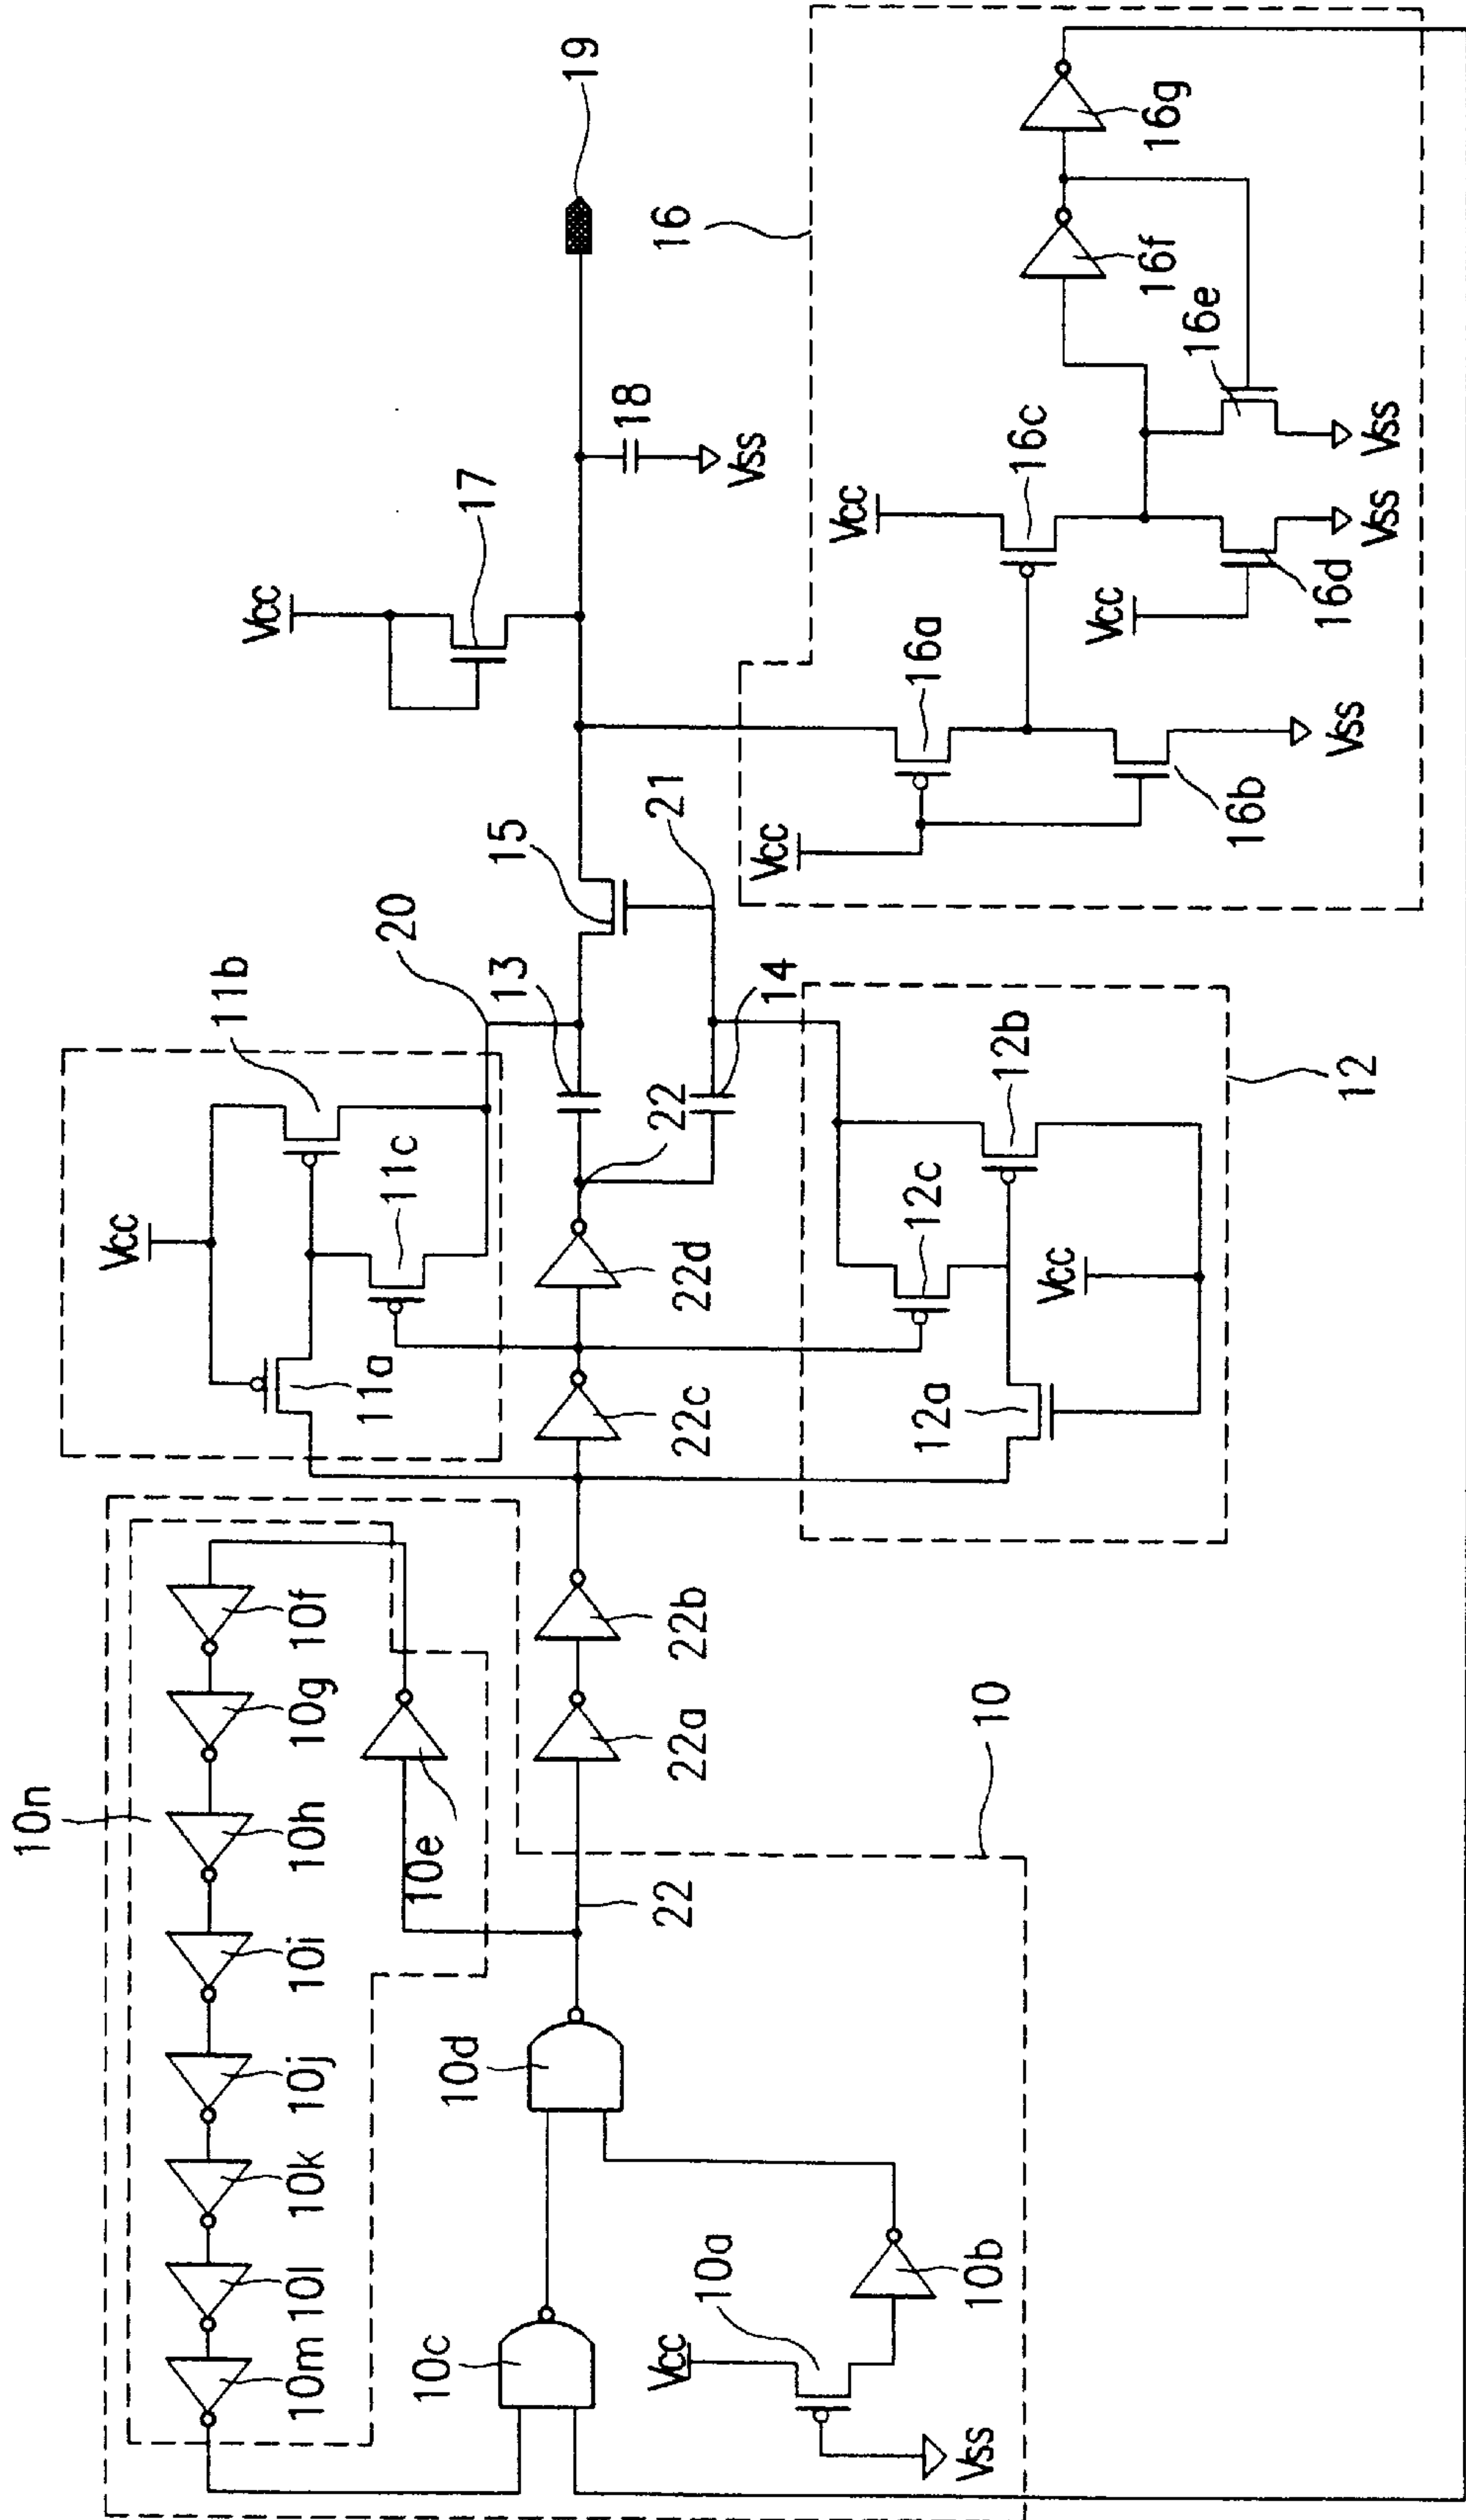 10n
10m
10l
10k
10j
10i
10h
10g
10f
10e
10c
10d
22
10a
Vcc
10b
Vss
10
22a
22b
22c
22d
Vcc
11a
11b
11c
20
13
22
14
12a
12b
12c
Vcc
12
15
21
Vcc
17
18
Vss
19
16
Vcc
16a
16b
Vss
Vcc
16c
Vcc
16d
Vss
16e
Vss
16f
16g